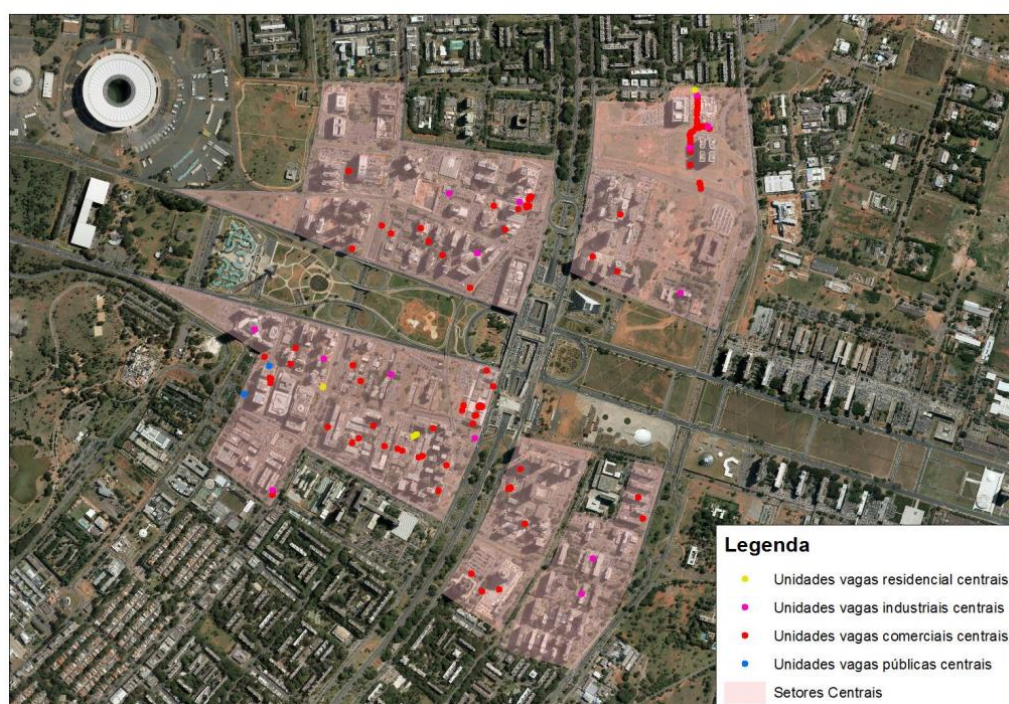 Legenda
Unidades vagas residencial centrais
Unidades vagas industriais centrais
Unidades vagas comerciais centrais
Unidades vagas públicas centrais
Setores Centrais